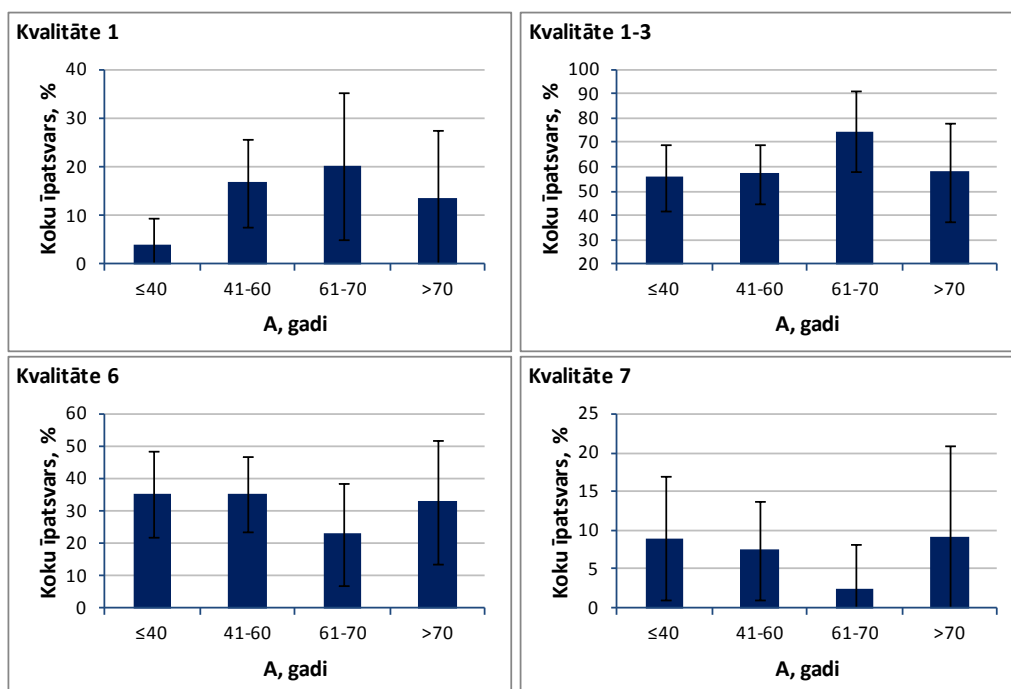 Kvalitāte 1
Koku īpatsvars, %
40
30
20
10
0
≤40 41-60 61-70 >70
A, gadi
Kvalitāte 1-3
Koku īpatsvars, %
100
90
80
70
60
50
40
30
20
≤40 41-60 61-70 >70
A, gadi
Kvalitāte 6
Koku īpatsvars, %
60
50
40
30
20
10
0
≤40 41-60 61-70 >70
A, gadi
Kvalitāte 7
Koku īpatsvars, %
25
20
15
10
5
0
≤40 41-60 61-70 >70
A, gadi